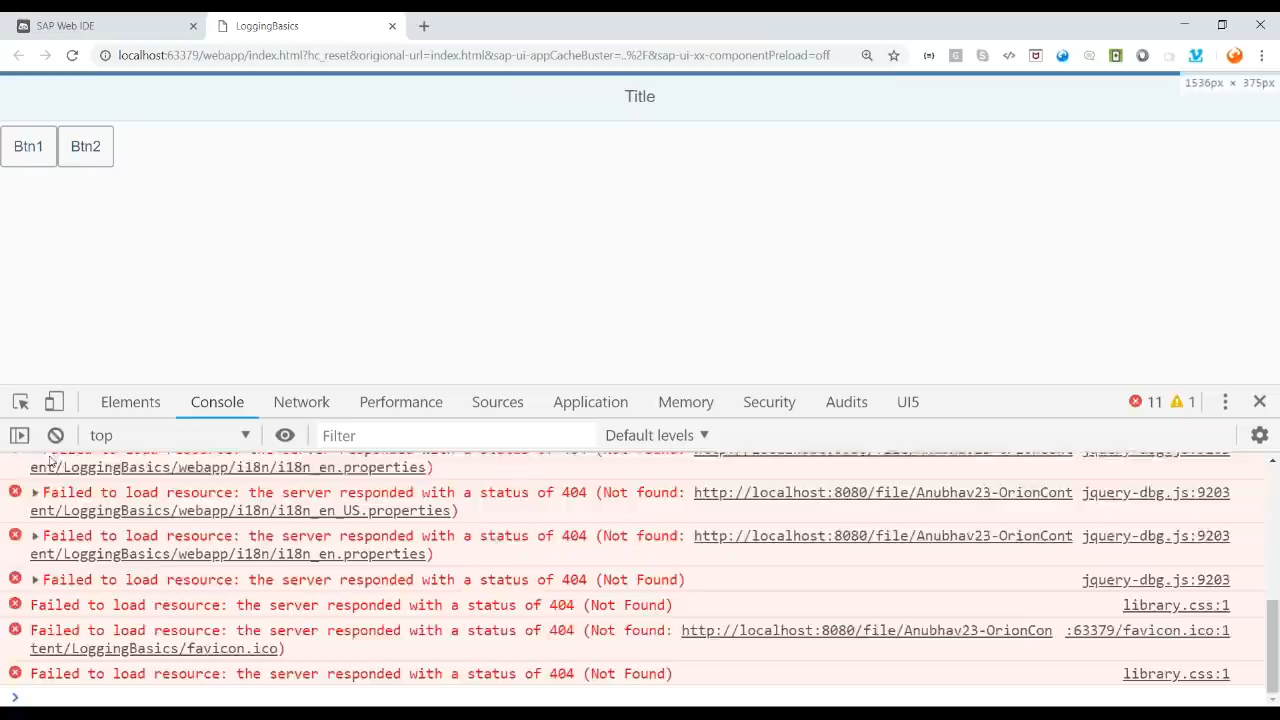 SAP Web IDE
LoggingBasics
localhost:63379/webapp/index.html?hc_reset&origional-url=index.html&sap-ui-appCacheBuster=..%2F&sap-ui-xx-componentPreload=off
1536px × 375px
Title
Btn1 Btn2
Elements Console Network Performance Sources Application Memory Security Audits UI5 11 1
top Filter Default levels
ent/LoggingBasics/webapp/i18n/i18n_en.properties)
Failed to load resource: the server responded with a status of 404 (Not found: http://localhost:8080/file/Anubhav23-OrionCont jquery-dbg.js:9203
ent/LoggingBasics/webapp/i18n/i18n_en_US.properties)
Failed to load resource: the server responded with a status of 404 (Not found: http://localhost:8080/file/Anubhav23-OrionCont jquery-dbg.js:9203
ent/LoggingBasics/webapp/i18n/i18n_en.properties)
Failed to load resource: the server responded with a status of 404 (Not Found) jquery-dbg.js:9203
Failed to load resource: the server responded with a status of 404 (Not Found) library.css:1
Failed to load resource: the server responded with a status of 404 (Not found: http://localhost:8080/file/Anubhav23-OrionCon :63379/favicon.ico:1
tent/LoggingBasics/favicon.ico)
Failed to load resource: the server responded with a status of 404 (Not Found) library.css:1